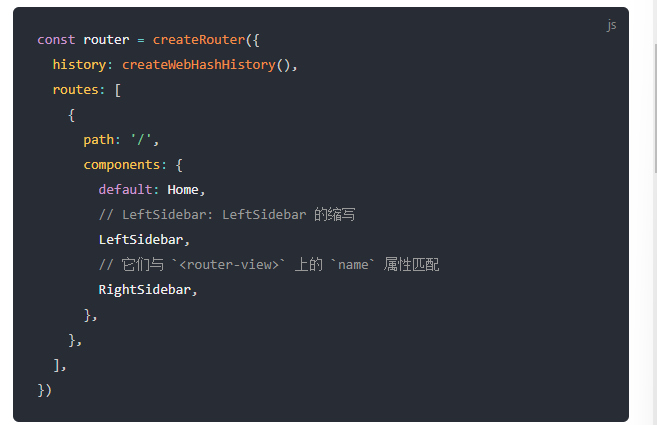 js
const router = createRouter({
  history: createWebHashHistory(),
  routes: [
    {
      path: '/',
      components: {
        default: Home,
        // LeftSidebar: LeftSidebar 的缩写
        LeftSidebar,
        // 它们与 `<router-view>` 上的 `name` 属性匹配
        RightSidebar,
      },
    },
  ],
})